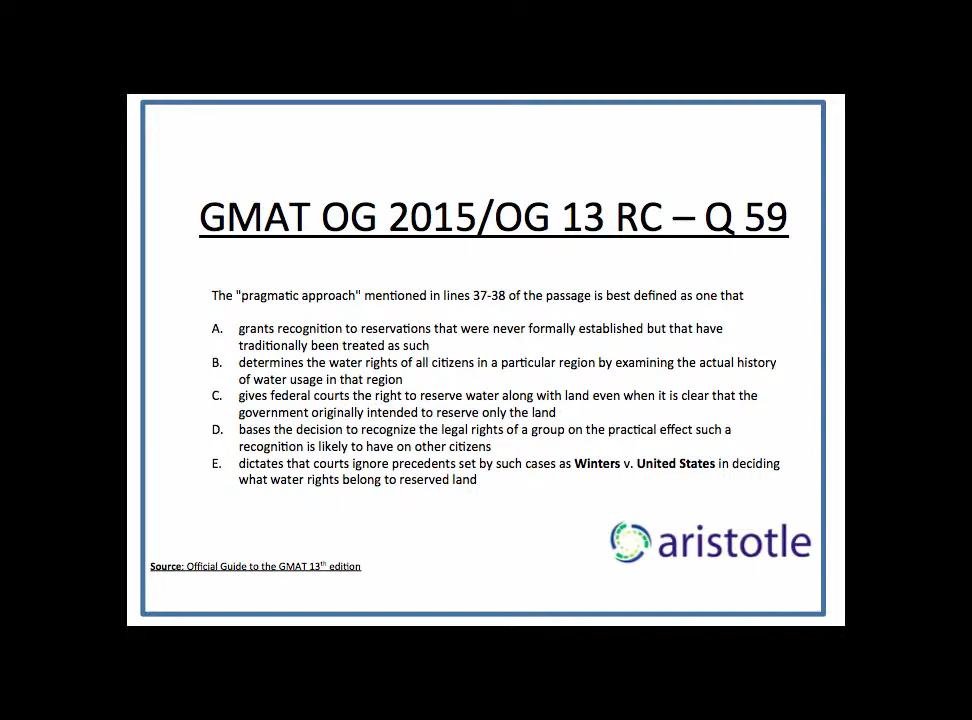 GMAT OG 2015/OG 13 RC – Q 59
The "pragmatic approach" mentioned in lines 37-38 of the passage is best defined as one that
A. grants recognition to reservations that were never formally established but that have
traditionally been treated as such
B. determines the water rights of all citizens in a particular region by examining the actual history
of water usage in that region
C. gives federal courts the right to reserve water along with land even when it is clear that the
government originally intended to reserve only the land
D. bases the decision to recognize the legal rights of a group on the practical effect such a
recognition is likely to have on other citizens
E. dictates that courts ignore precedents set by such cases as Winters v. United States in deciding
what water rights belong to reserved land
aristotle
Source: Official Guide to the GMAT 13th edition